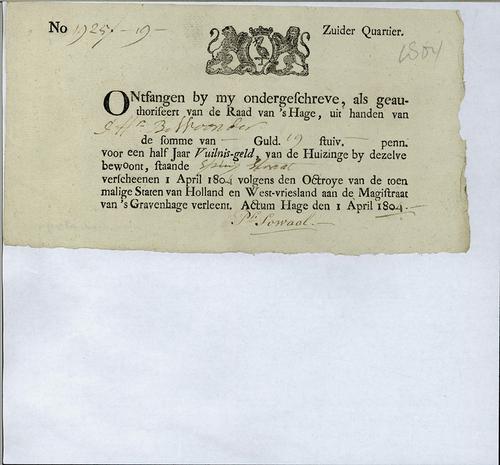 No 1925 - 19 -
Zuider Quartier.
1804
ONtfangen by my ondergeschreve, als geau-
thoriseert van de Raad van 's Hage, uit handen van
de somme van - Guld. 19 stuiv. - penn.
voor een half Jaar Vuilnis-geld, van de Huizinge by dezelve
bewoont, staande Straat
verscheenen 1 April 1804 volgens den Octroye van de toen
malige Staten van Holland en West-vriesland aan de Magistraat
van 's Gravenhage verleent. Actum Hage den 1 April 1804.
Sowaal.